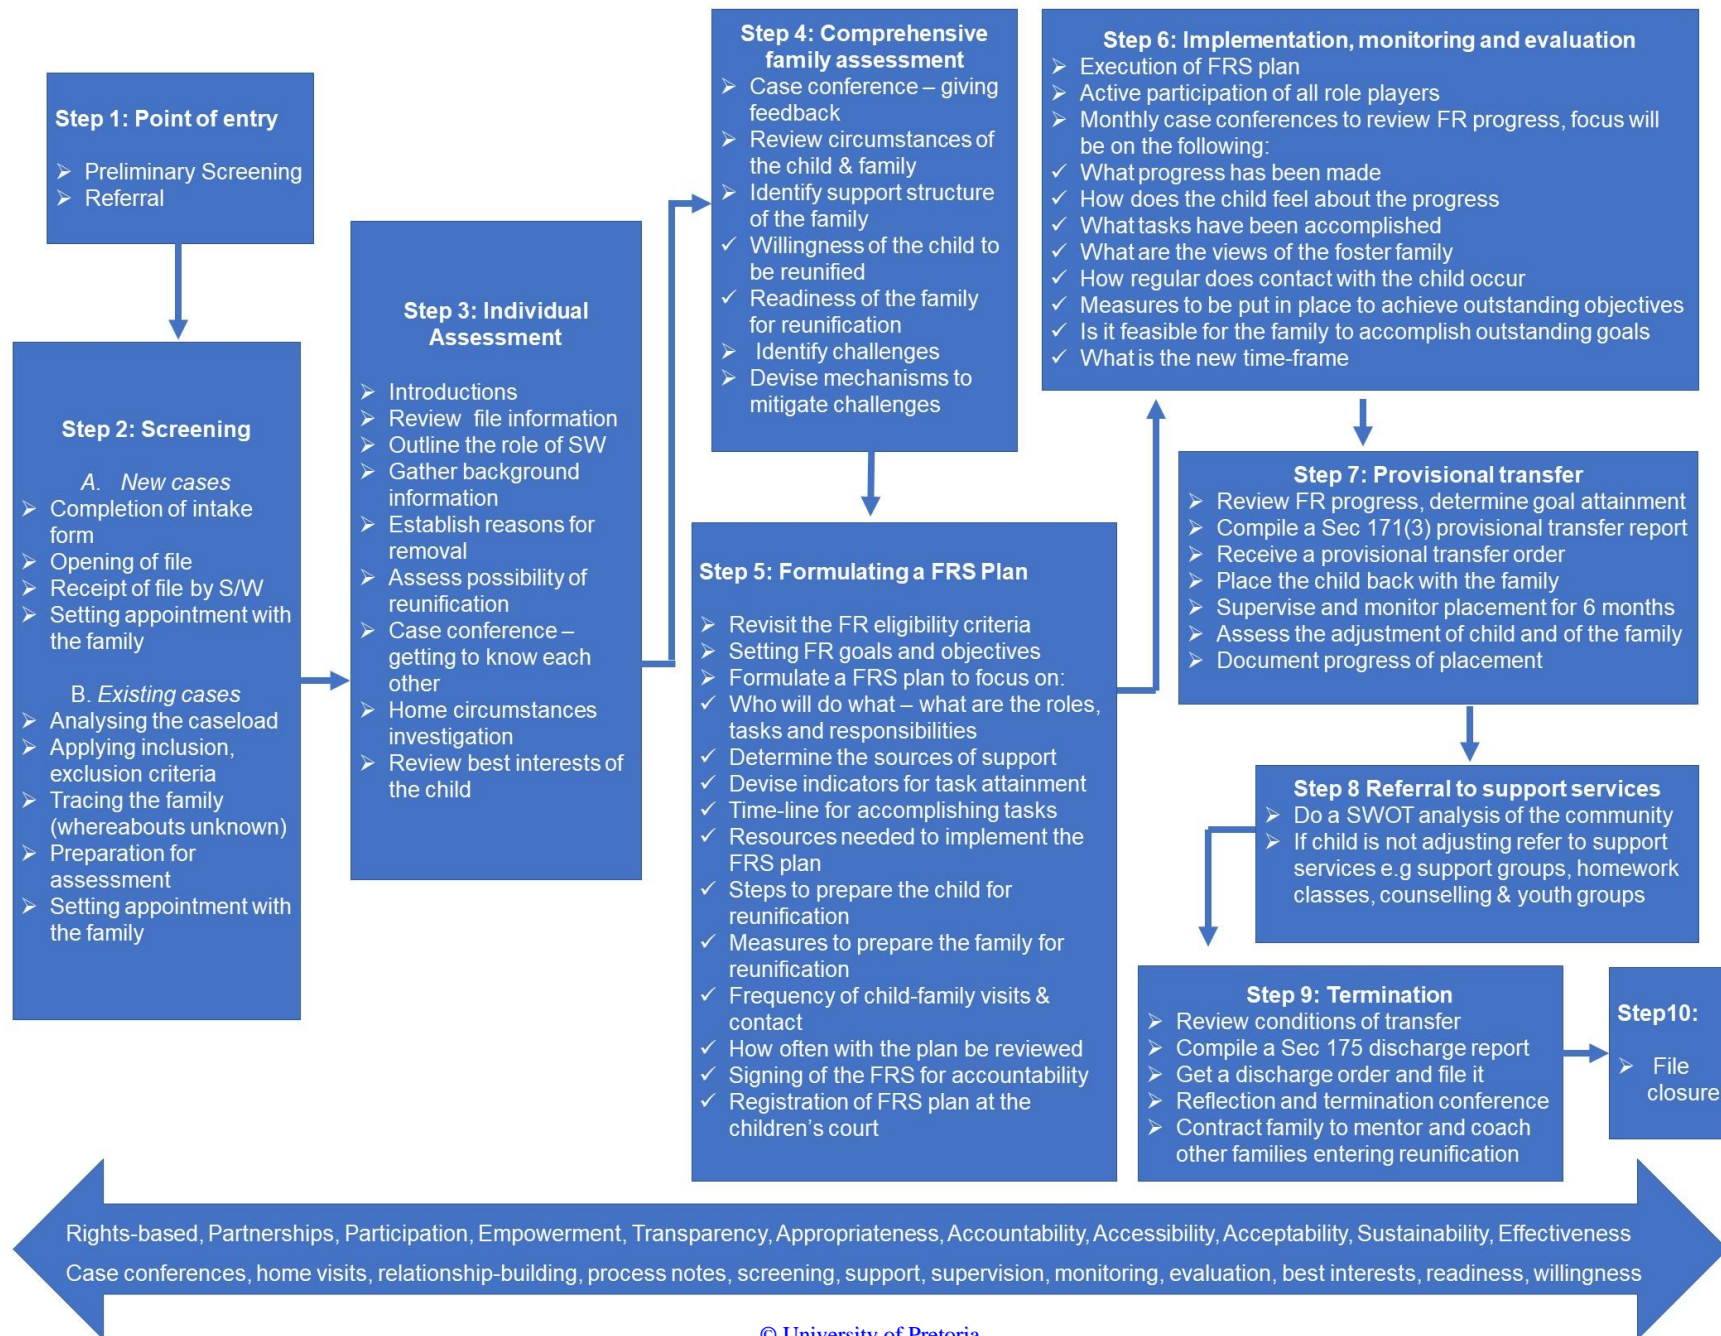 Step 1: Point of entry
➢ Preliminary Screening
➢ Referral
Step 2: Screening
A. New cases
➢ Completion of intake
form
➢ Opening of file
➢ Receipt of file by S/W
➢ Setting appointment with
the family
B. Existing cases
➢ Analysing the caseload
➢ Applying inclusion,
exclusion criteria
➢ Tracing the family
(whereabouts unknown)
➢ Preparation for
assessment
➢ Setting appointment with
the family
Step 3: Individual
Assessment
➢ Introductions
➢ Review file information
➢ Outline the role of SW
➢ Gather background
information
➢ Establish reasons for
removal
➢ Assess possibility of
reunification
➢ Case conference –
getting to know each
other
➢ Home circumstances
investigation
➢ Review best interests of
the child
Step 4: Comprehensive
family assessment
➢ Case conference – giving
feedback
➢ Review circumstances of
the child & family
➢ Identify support structure
of the family
✓ Willingness of the child to
be reunified
✓ Readiness of the family
for reunification
➢ Identify challenges
➢ Devise mechanisms to
mitigate challenges
Step 5: Formulating a FRS Plan
➢ Revisit the FR eligibility criteria
➢ Setting FR goals and objectives
➢ Formulate a FRS plan to focus on:
✓ Who will do what – what are the roles,
tasks and responsibilities
✓ Determine the sources of support
✓ Devise indicators for task attainment
✓ Time-line for accomplishing tasks
✓ Resources needed to implement the
FRS plan
✓ Steps to prepare the child for
reunification
✓ Measures to prepare the family for
reunification
✓ Frequency of child-family visits &
contact
✓ How often with the plan be reviewed
✓ Signing of the FRS for accountability
✓ Registration of FRS plan at the
children's court
Step 6: Implementation, monitoring and evaluation
➢ Execution of FRS plan
➢ Active participation of all role players
➢ Monthly case conferences to review FR progress, focus will
be on the following:
✓ What progress has been made
✓ How does the child feel about the progress
✓ What tasks have been accomplished
✓ What are the views of the foster family
✓ How regular does contact with the child occur
✓ Measures to be put in place to achieve outstanding objectives
✓ Is it feasible for the family to accomplish outstanding goals
✓ What is the new time-frame
Step 7: Provisional transfer
➢ Review FR progress, determine goal attainment
➢ Compile a Sec 171(3) provisional transfer report
➢ Receive a provisional transfer order
➢ Place the child back with the family
➢ Supervise and monitor placement for 6 months
➢ Assess the adjustment of child and of the family
➢ Document progress of placement
Step 8 Referral to support services
➢ Do a SWOT analysis of the community
➢ If child is not adjusting refer to support
services e.g support groups, homework
classes, counselling & youth groups
Step 9: Termination
➢ Review conditions of transfer
➢ Compile a Sec 175 discharge report
➢ Get a discharge order and file it
➢ Reflection and termination conference
➢ Contract family to mentor and coach
other families entering reunification
Step10:
➢ File
closure
Rights-based, Partnerships, Participation, Empowerment, Transparency, Appropriateness, Accountability, Accessibility, Acceptability, Sustainability, Effectiveness
Case conferences, home visits, relationship-building, process notes, screening, support, supervision, monitoring, evaluation, best interests, readiness, willingness
© University of Pretoria